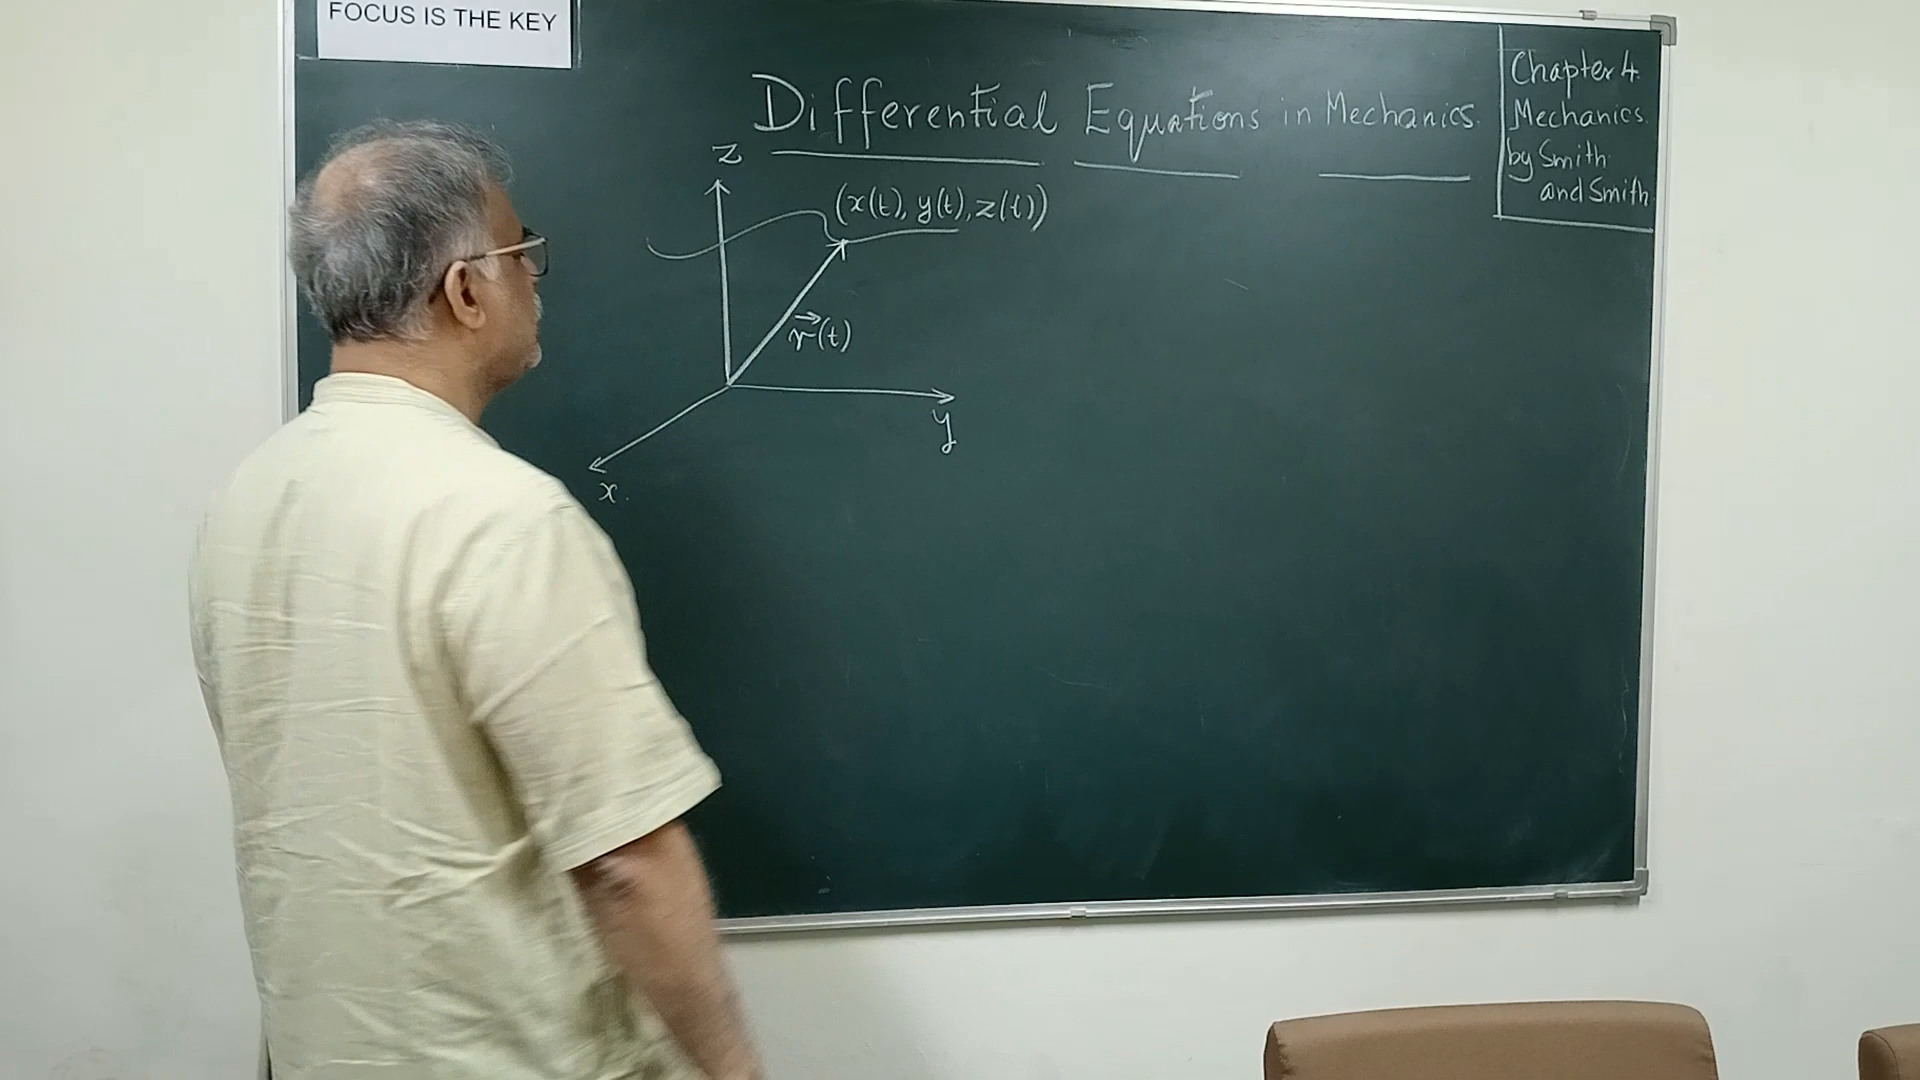 FOCUS IS THE KEY
Differential Equations in Mechanics.
Chapter 4
Mechanics.
by Smith
and Smith
z
(x(t), y(t), z(t))
r⃗(t)
y
x.